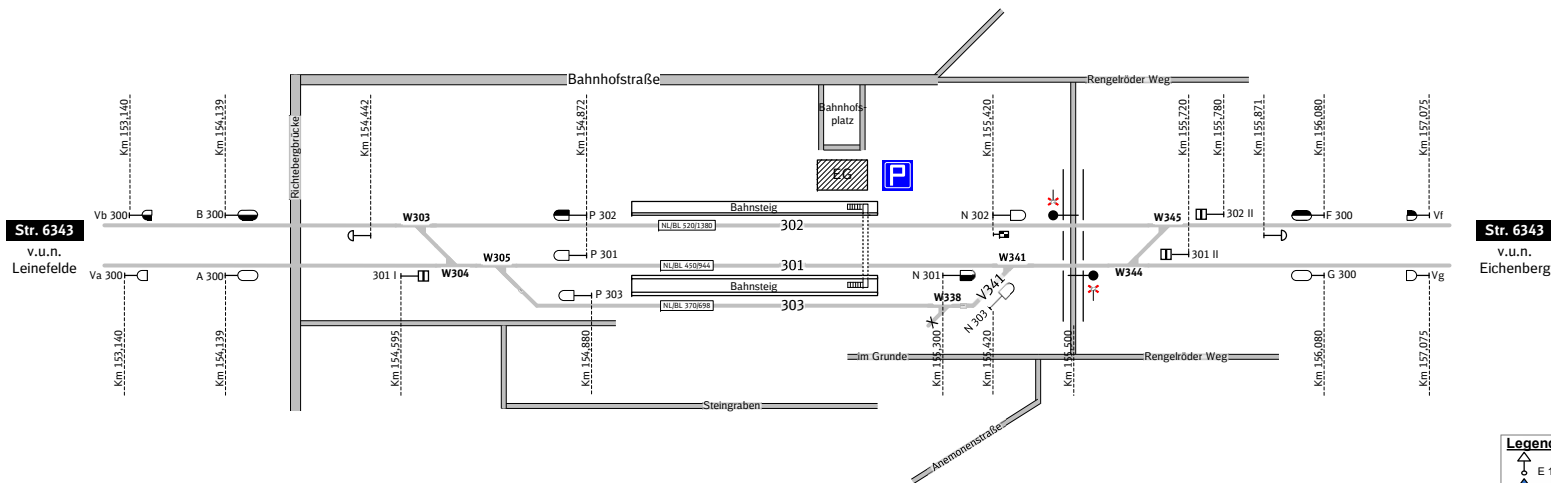 Bahnhofstraße
Rengelröder Weg
Bahnhofs-
platz
Richtebergbrücke
Km 153,140
Km 154,139
Km 154,442
Km 154,872
Km 155,420
Km 155,720
Km 155,780
Km 155,871
Km 156,080
Km 157,075
EG
P
Vb 300
B 300
W303
P 302
Bahnsteig
N 302
W345
302 II
F 300
Vf
Str. 6343
v.u.n.
Leinefelde
NL/BL 520/1380
302
Str. 6343
v.u.n.
Eichenberg
P 301
W305
W304
NL/BL 450/944
301
W341
W344
301 II
Va 300
A 300
301 I
Bahnsteig
N 301
V341
G 300
Vg
P 303
NL/BL 370/698
303
W338
N 303
X
Km 153,140
Km 154,139
Km 154,595
Km 154,880
Km 155,300
Km 155,420
Km 155,500
Km 156,080
Km 157,075
im Grunde
Rengelröder Weg
Steingraben
Anemonenstraße